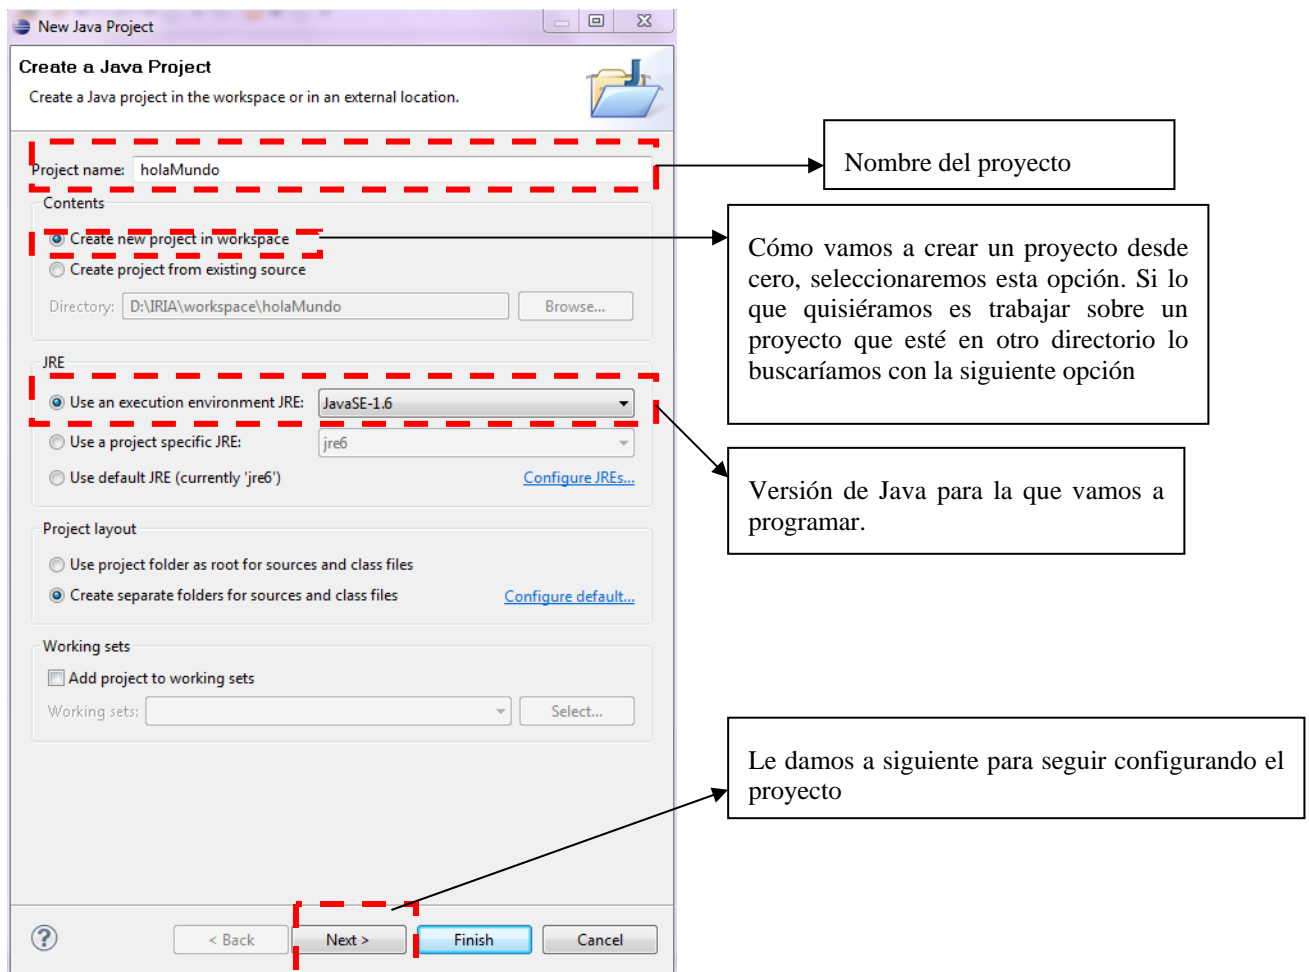 New Java Project
Create a Java Project
Create a Java project in the workspace or in an external location.
Project name: holaMundo
Contents
Create new project in workspace
Create project from existing source
Directory: D:\IRIA\workspace\holaMundo Browse...
JRE
Use an execution environment JRE: JavaSE-1.6
Use a project specific JRE: jre6
Use default JRE (currently 'jre6') Configure JREs...
Project layout
Use project folder as root for sources and class files
Create separate folders for sources and class files Configure default...
Working sets
Add project to working sets
Working sets: Select...
? < Back Next > Finish Cancel
Nombre del proyecto
Cómo vamos a crear un proyecto desde
cero, seleccionaremos esta opción. Si lo
que quisiéramos es trabajar sobre un
proyecto que esté en otro directorio lo
buscaríamos con la siguiente opción
Versión de Java para la que vamos a
programar.
Le damos a siguiente para seguir configurando el
proyecto